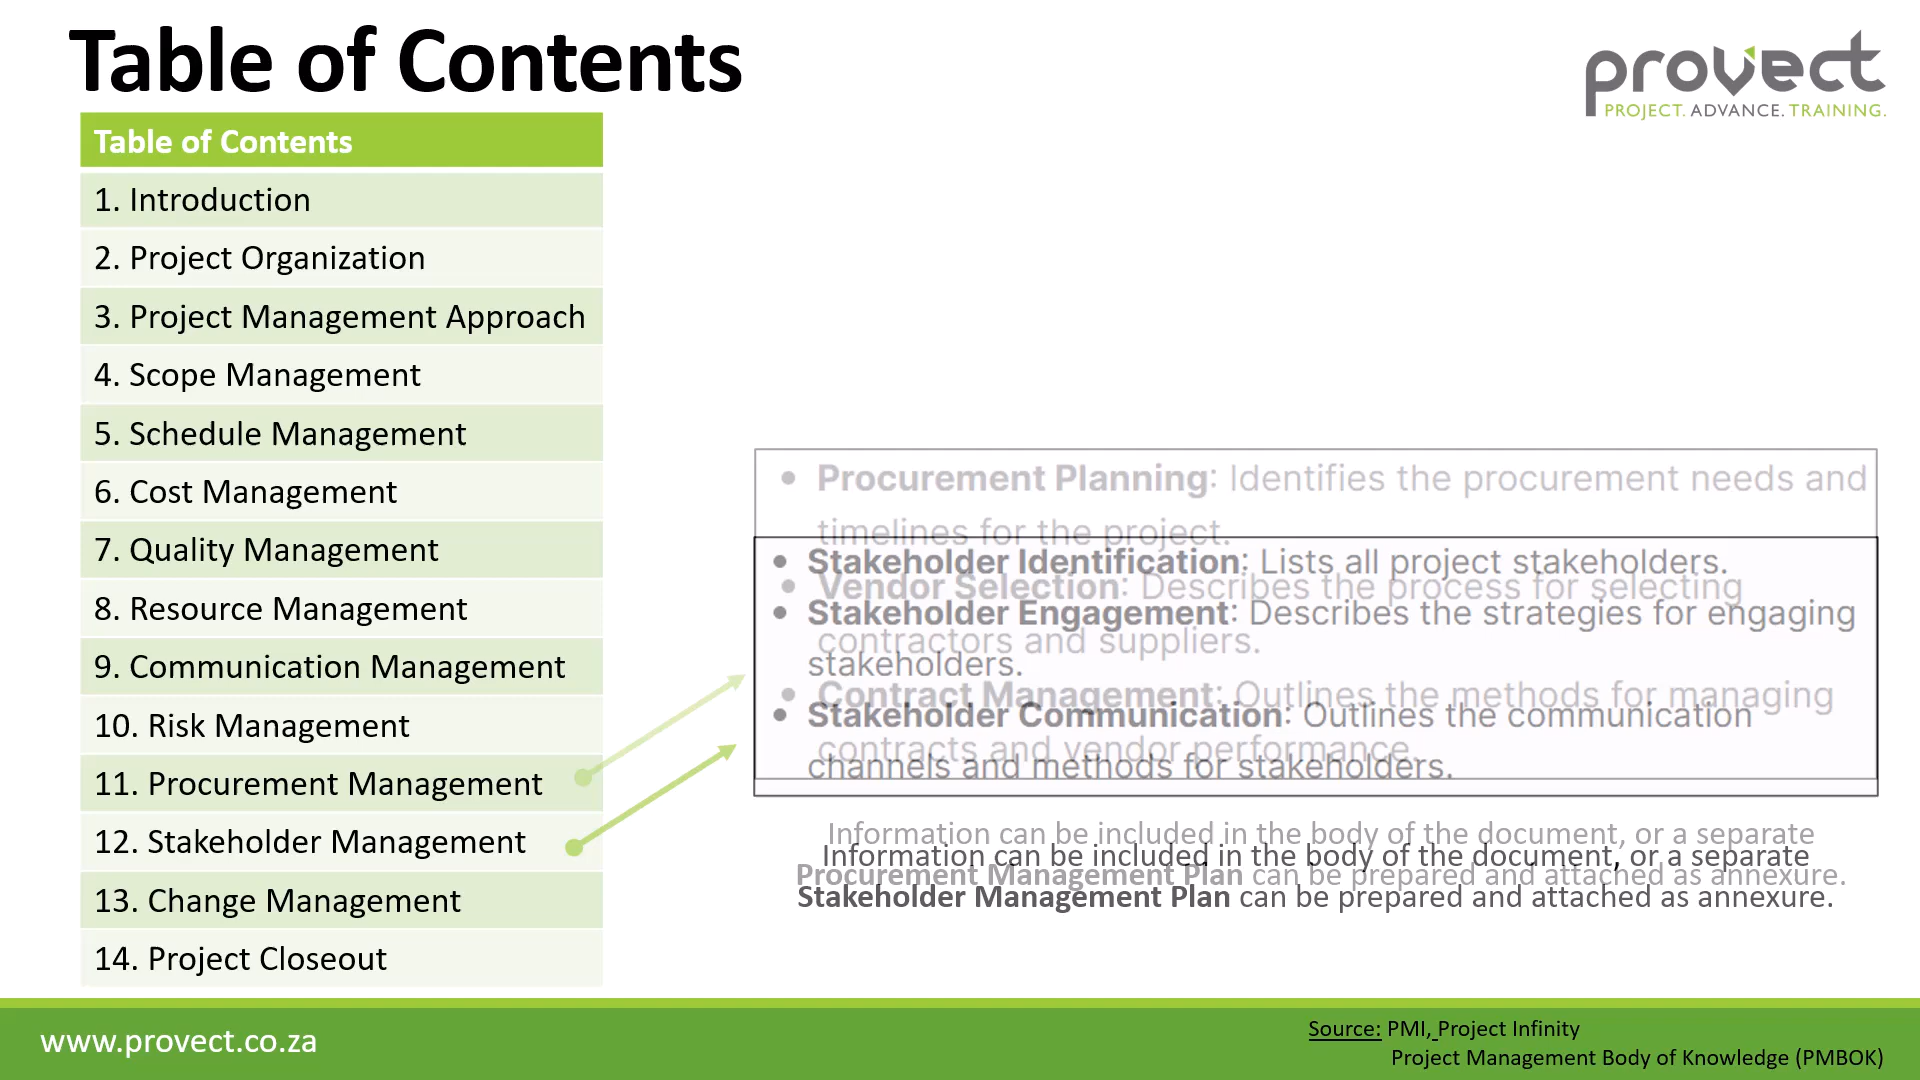 Table of Contents
provect
PROJECT. ADVANCE. TRAINING.
Table of Contents
1. Introduction
2. Project Organization
3. Project Management Approach
4. Scope Management
5. Schedule Management
6. Cost Management
7. Quality Management
8. Resource Management
9. Communication Management
10. Risk Management
11. Procurement Management
12. Stakeholder Management
13. Change Management
14. Project Closeout
• Procurement Planning: Identifies the procurement needs and
timelines for the project.
• Vendor Selection: Describes the process for selecting
contractors and suppliers.
• Contract Management: Outlines the methods for managing
contracts and vendor performance.
• Stakeholder Identification: Lists all project stakeholders.
• Stakeholder Engagement: Describes the strategies for engaging
stakeholders.
• Stakeholder Communication: Outlines the communication
channels and methods for stakeholders.
Information can be included in the body of the document, or a separate
Procurement Management Plan can be prepared and attached as annexure.
Information can be included in the body of the document, or a separate
Stakeholder Management Plan can be prepared and attached as annexure.
www.provect.co.za
Source: PMI, Project Infinity
Project Management Body of Knowledge (PMBOK)